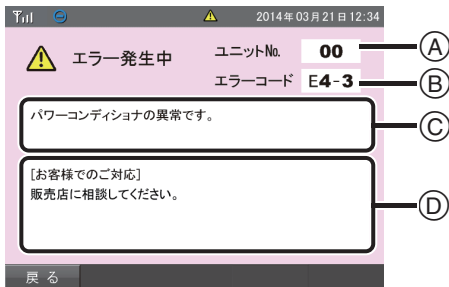 2014年03月21日12:34
エラー発生中
ユニット№ 00
エラーコード E4-3
パワーコンディショナの異常です。
[お客様でのご対応]
販売店に相談してください。
戻る
A
B
C
D